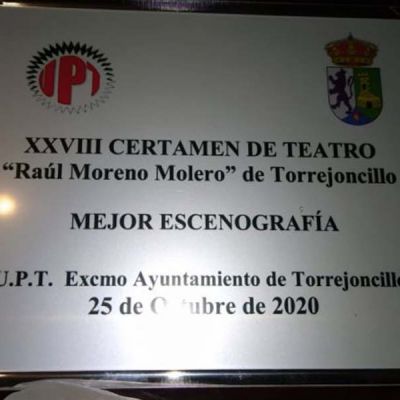 UPT
XXVIII CERTAMEN DE TEATRO
“Raúl Moreno Molero” de Torrejoncillo
MEJOR ESCENOGRAFÍA
U.P.T. Excmo Ayuntamiento de Torrejoncillo
25 de Octubre de 2020